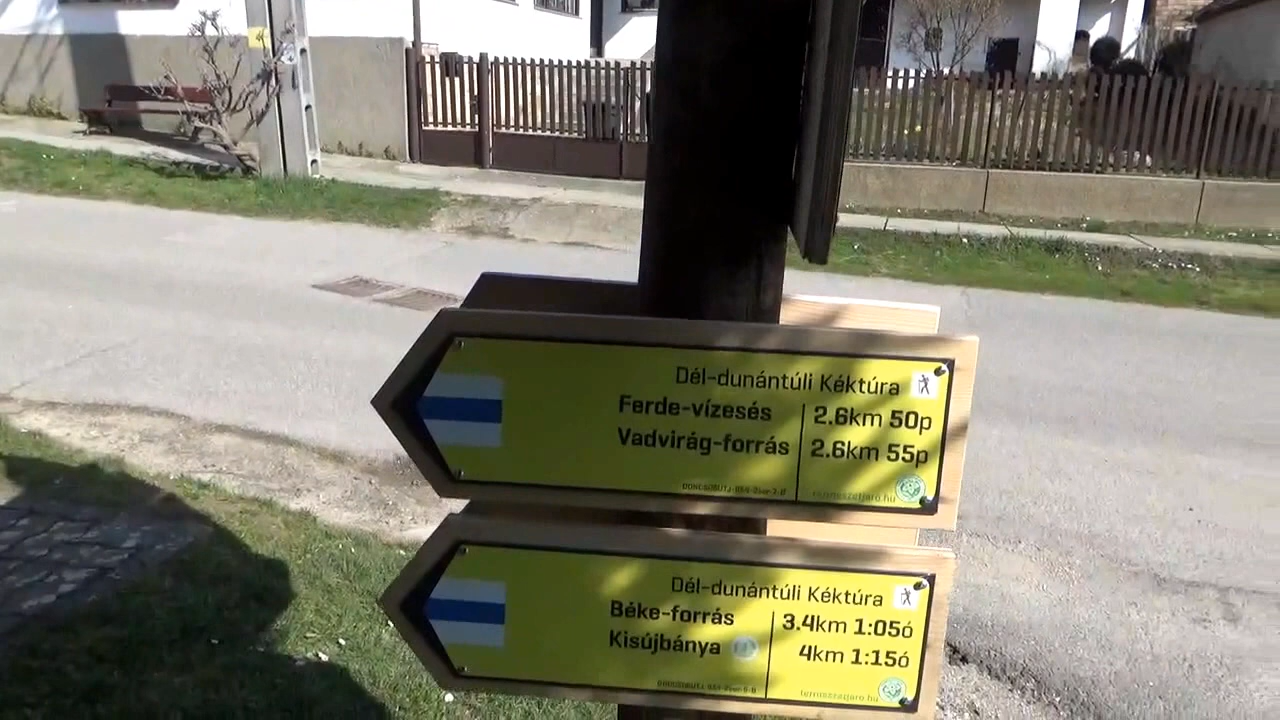 Dél-dunántúli Kéktúra
Ferde-vízesés 2.6km 50p
Vadvirág-forrás 2.6km 55p
termeszetjaro.hu
Dél-dunántúli Kéktúra
Béke-forrás 3.4km 1:05ó
Kisújbánya 4km 1:15ó
termeszetjaro.hu